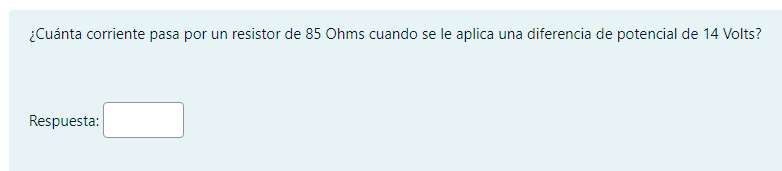 ¿Cuánta corriente pasa por un resistor de 85 Ohms cuando se le aplica una diferencia de potencial de 14 Volts?
Respuesta: